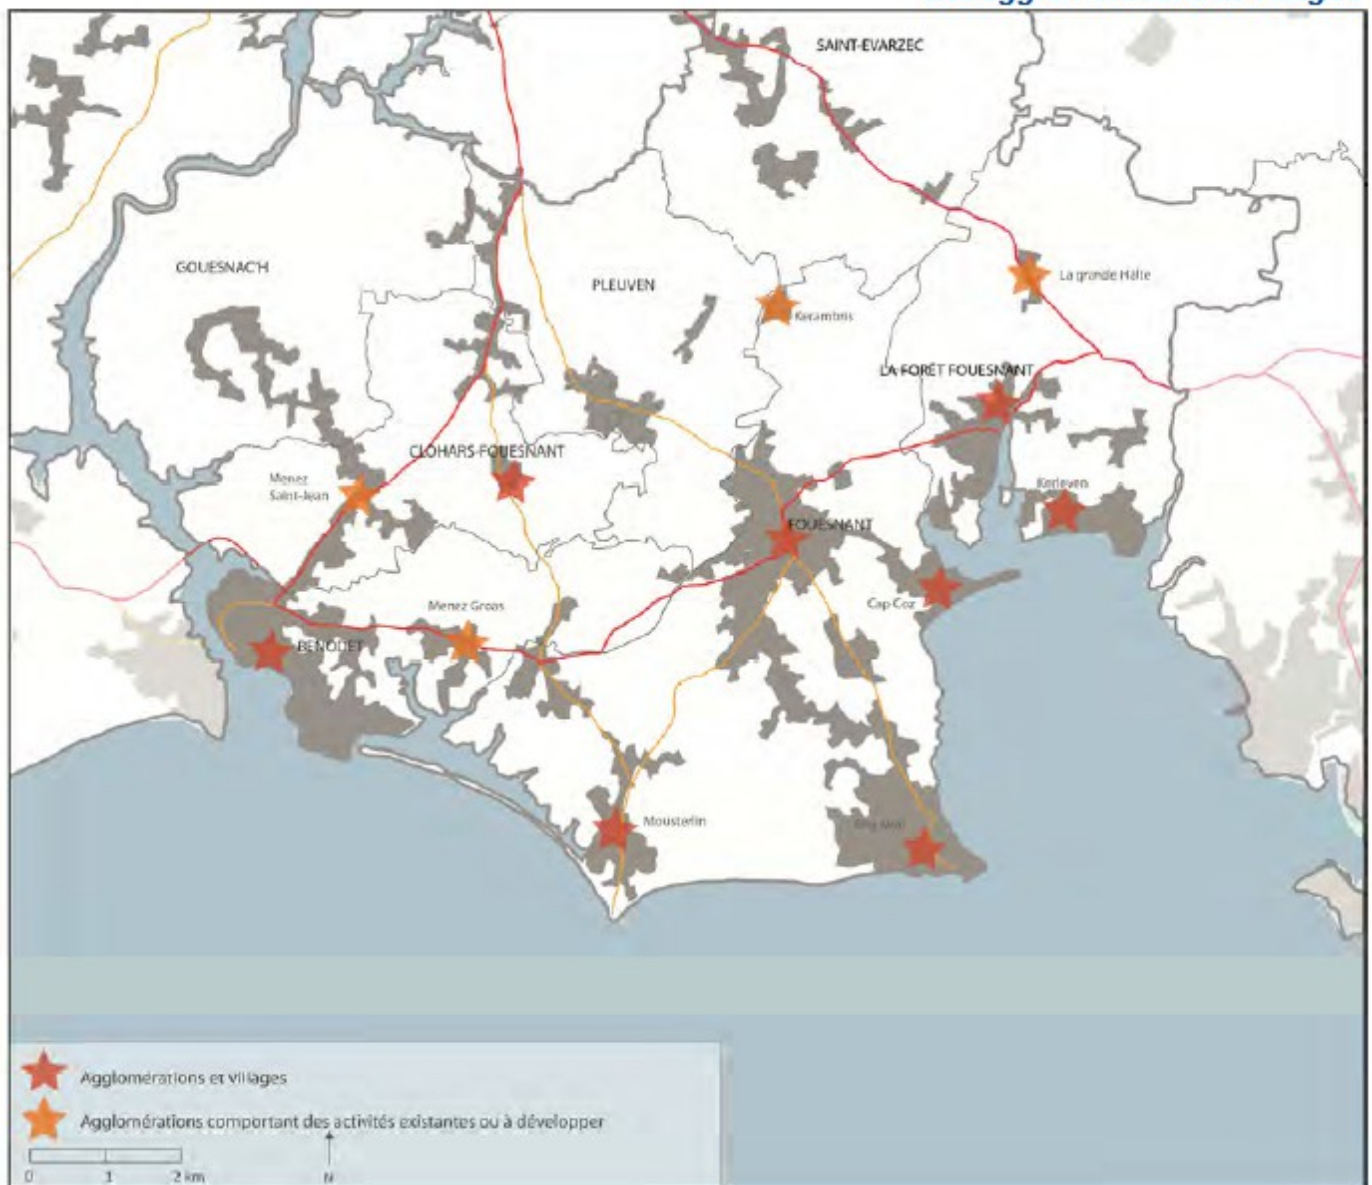 SAINT-EVARZEC
GOUESNAC'H
PLEUVEN
La grande Halte
Kerambris
LA FORÊT FOUESNANT
CLOHARS-FOUESNANT
Menez
Saint-Jean
Kerleven
FOUESNANT
Cap Coz
Menez Groas
BENODET
Mousterlin
Agglomérations et villages
Agglomérations comportant des activités existantes ou à développer
0 1 2 km
N